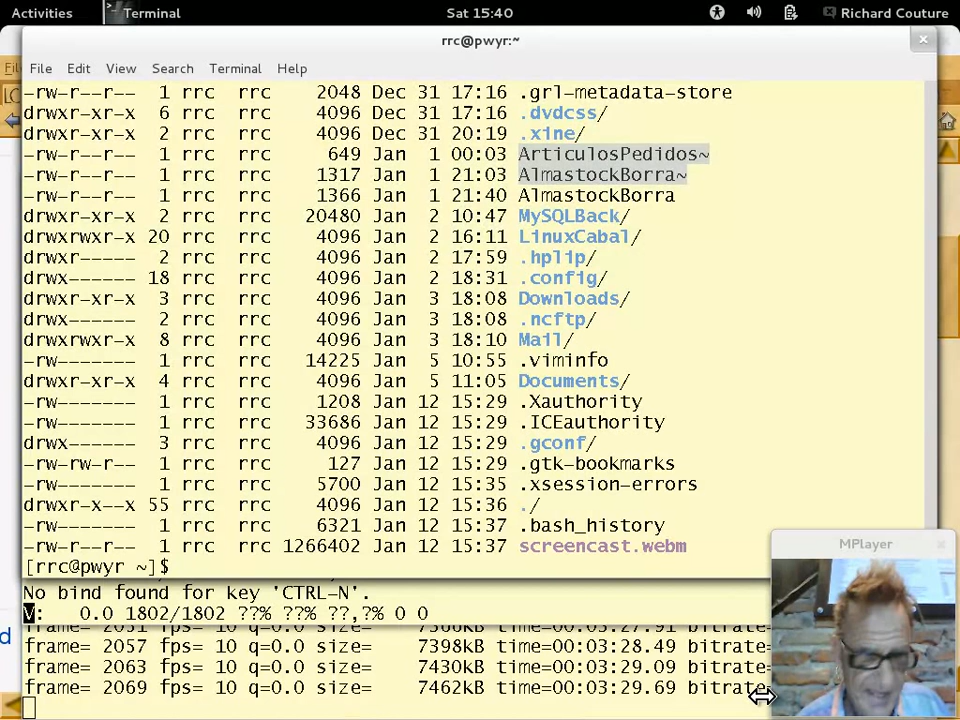 Activities Terminal Sat 15:40 Richard Couture
rrc@pwyr:~
File Edit View Search Terminal Help
-rw-r--r-- 1 rrc rrc 2048 Dec 31 17:16 .grl-metadata-store
drwxr-xr-x 6 rrc rrc 4096 Dec 31 17:16 .dvdcss/
drwxr-xr-x 2 rrc rrc 4096 Dec 31 20:19 .xine/
-rw-r--r-- 1 rrc rrc 649 Jan 1 00:03 ArticulosPedidos~
-rw-r--r-- 1 rrc rrc 1317 Jan 1 21:03 AlmastockBorra~
-rw-r--r-- 1 rrc rrc 1366 Jan 1 21:40 AlmastockBorra
drwxr-xr-x 2 rrc rrc 20480 Jan 2 10:47 MySQLBack/
drwxrwxr-x 20 rrc rrc 4096 Jan 2 16:11 LinuxCabal/
drwxr----- 2 rrc rrc 4096 Jan 2 17:59 .hplip/
drwx------ 18 rrc rrc 4096 Jan 2 18:31 .config/
drwxr-xr-x 3 rrc rrc 4096 Jan 3 18:08 Downloads/
drwx------ 2 rrc rrc 4096 Jan 3 18:08 .ncftp/
drwxrwxr-x 8 rrc rrc 4096 Jan 3 18:10 Mail/
-rw------- 1 rrc rrc 14225 Jan 5 10:55 .viminfo
drwxr-xr-x 4 rrc rrc 4096 Jan 5 11:05 Documents/
-rw------- 1 rrc rrc 1208 Jan 12 15:29 .Xauthority
-rw------- 1 rrc rrc 33686 Jan 12 15:29 .ICEauthority
drwx------ 3 rrc rrc 4096 Jan 12 15:29 .gconf/
-rw-rw-r-- 1 rrc rrc 127 Jan 12 15:29 .gtk-bookmarks
-rw------- 1 rrc rrc 5700 Jan 12 15:35 .xsession-errors
drwxr-x--x 55 rrc rrc 4096 Jan 12 15:36 ./
-rw------- 1 rrc rrc 6321 Jan 12 15:37 .bash_history
-rw-r--r-- 1 rrc rrc 1266402 Jan 12 15:37 screencast.webm
[rrc@pwyr ~]$
MPlayer
No bind found for key 'CTRL-N'.
V: 0.0 1802/1802 ??% ??% ??,?% 0 0
frame= 2057 fps= 10 q=0.0 size= 7398kB time=00:03:28.49 bitrate=
frame= 2063 fps= 10 q=0.0 size= 7430kB time=00:03:29.09 bitrate=
frame= 2069 fps= 10 q=0.0 size= 7462kB time=00:03:29.69 bitrate=